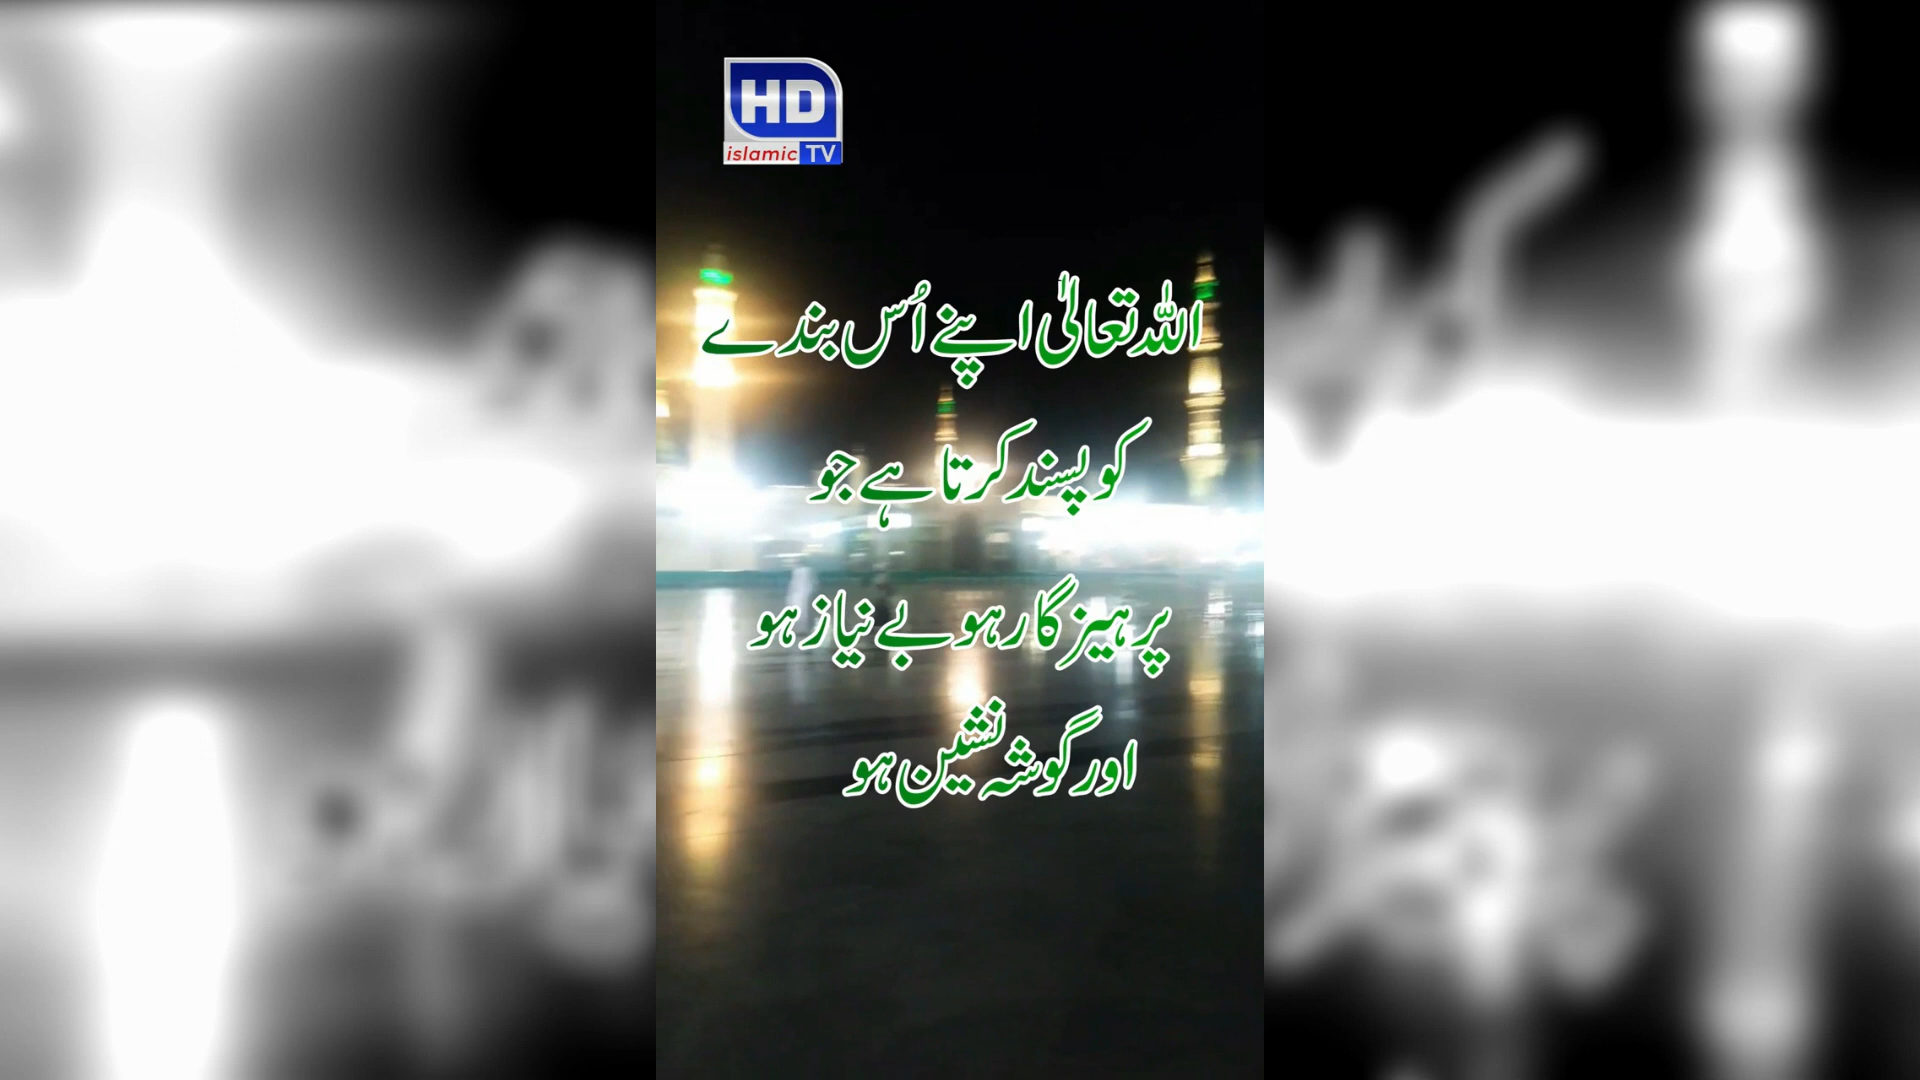 HD
islamic TV
اللہ تعالیٰ اپنے اُس بندے
کو پسند کرتا ہے جو
پرہیزگار ہو بے نیاز ہو
اور گوشہ نشین ہو